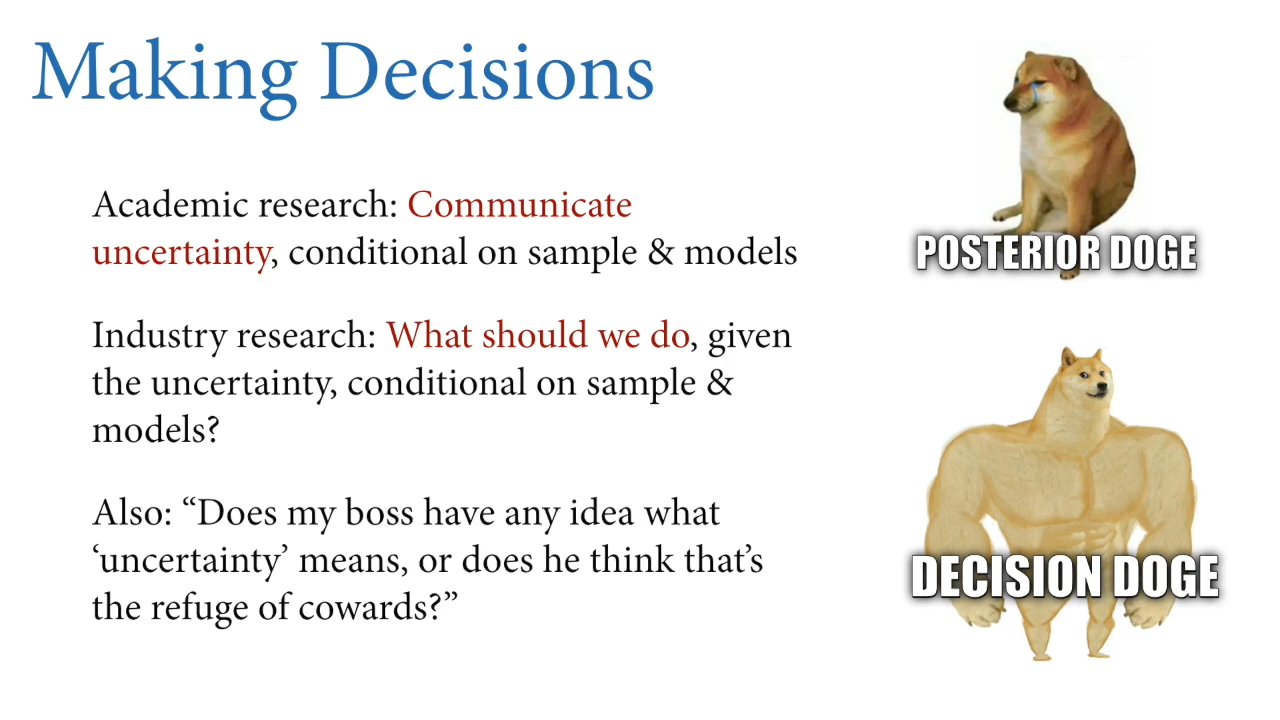 Making Decisions
Academic research: Communicate
uncertainty, conditional on sample & models
Industry research: What should we do, given
the uncertainty, conditional on sample &
models?
Also: “Does my boss have any idea what
‘uncertainty’ means, or does he think that’s
the refuge of cowards?”
POSTERIOR DOGE
DECISION DOGE